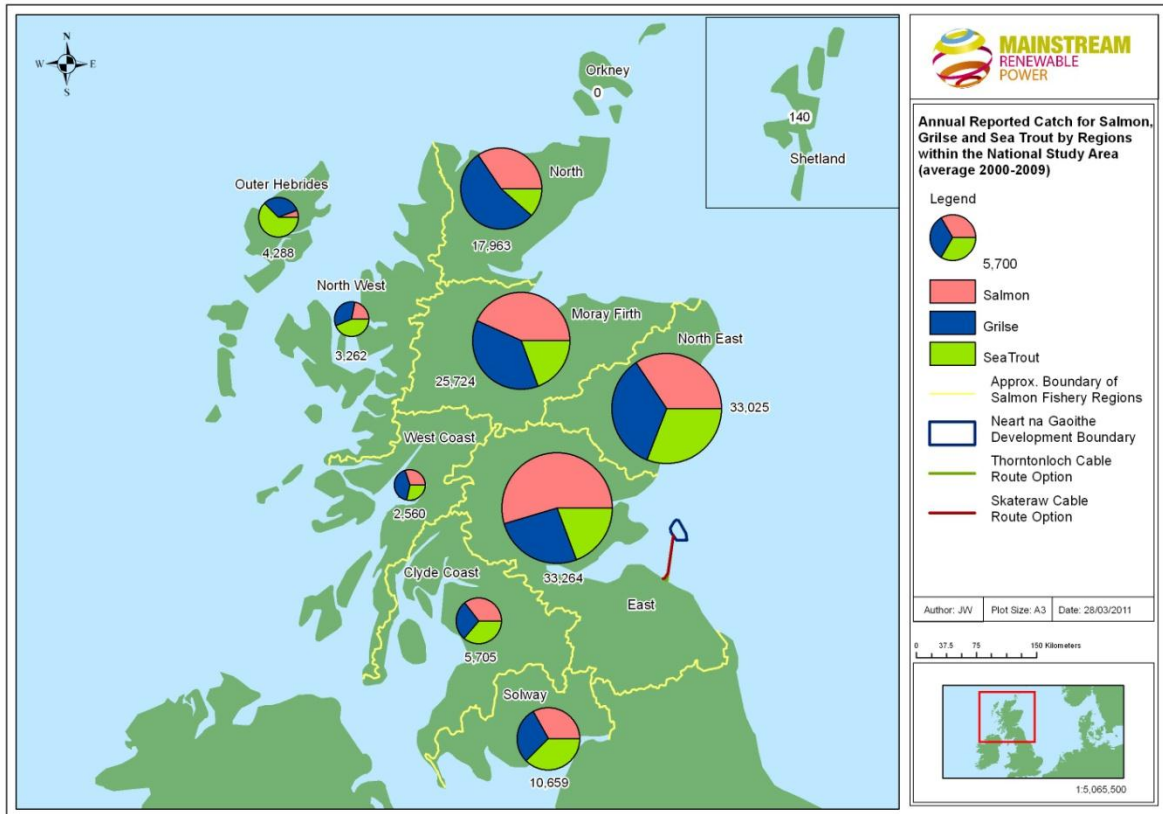 N
W E
S
Orkney
0
140
Shetland
North
17,963
Outer Hebrides
4,288
North West
3,262
Moray Firth
25,724
North East
33,025
West Coast
2,560
33,264
East
Clyde Coast
5,705
Solway
10,659
MAINSTREAM
RENEWABLE
POWER
Annual Reported Catch for Salmon,
Grilse and Sea Trout by Regions
within the National Study Area
(average 2000-2009)
Legend
5,700
Salmon
Grilse
Sea Trout
Approx. Boundary of
Salmon Fishery Regions
Neart na Gaoithe
Development Boundary
Thorntonloch Cable
Route Option
Skateraw Cable
Route Option
Author: JW Plot Size: A3 Date: 28/03/2011
0 37.5 75 150 Kilometers
1:5,065,500